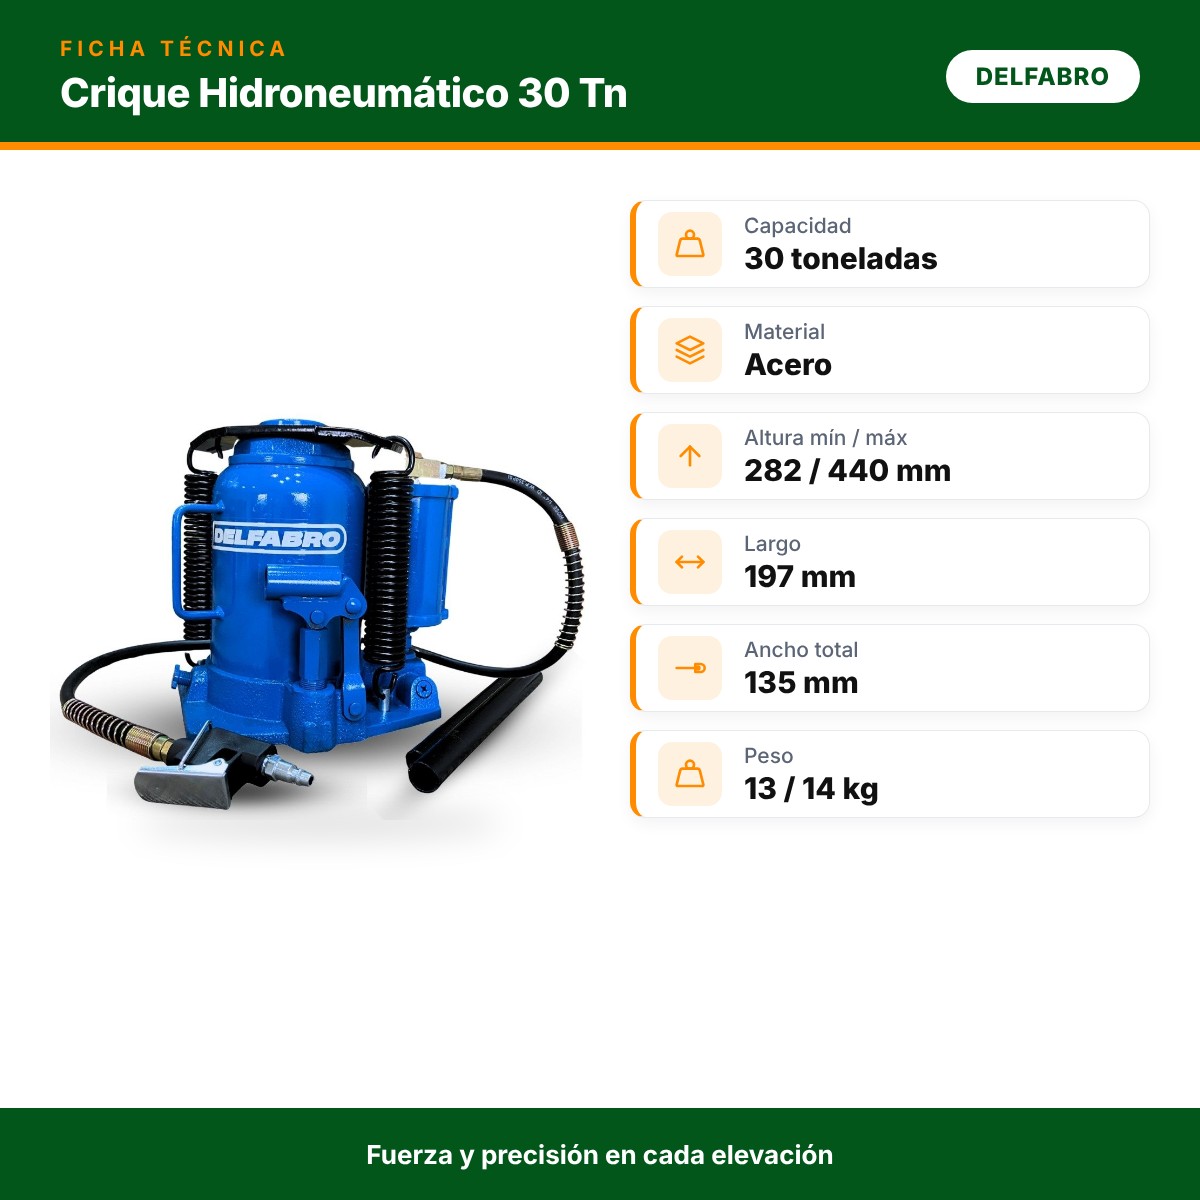 FICHA TÉCNICA
Crique Hidroneumático 30 Tn
DELFABRO
Capacidad
30 toneladas
Material
Acero
Altura mín / máx
282 / 440 mm
Largo
197 mm
Ancho total
135 mm
Peso
13 / 14 kg
DELFABRO
Fuerza y precisión en cada elevación